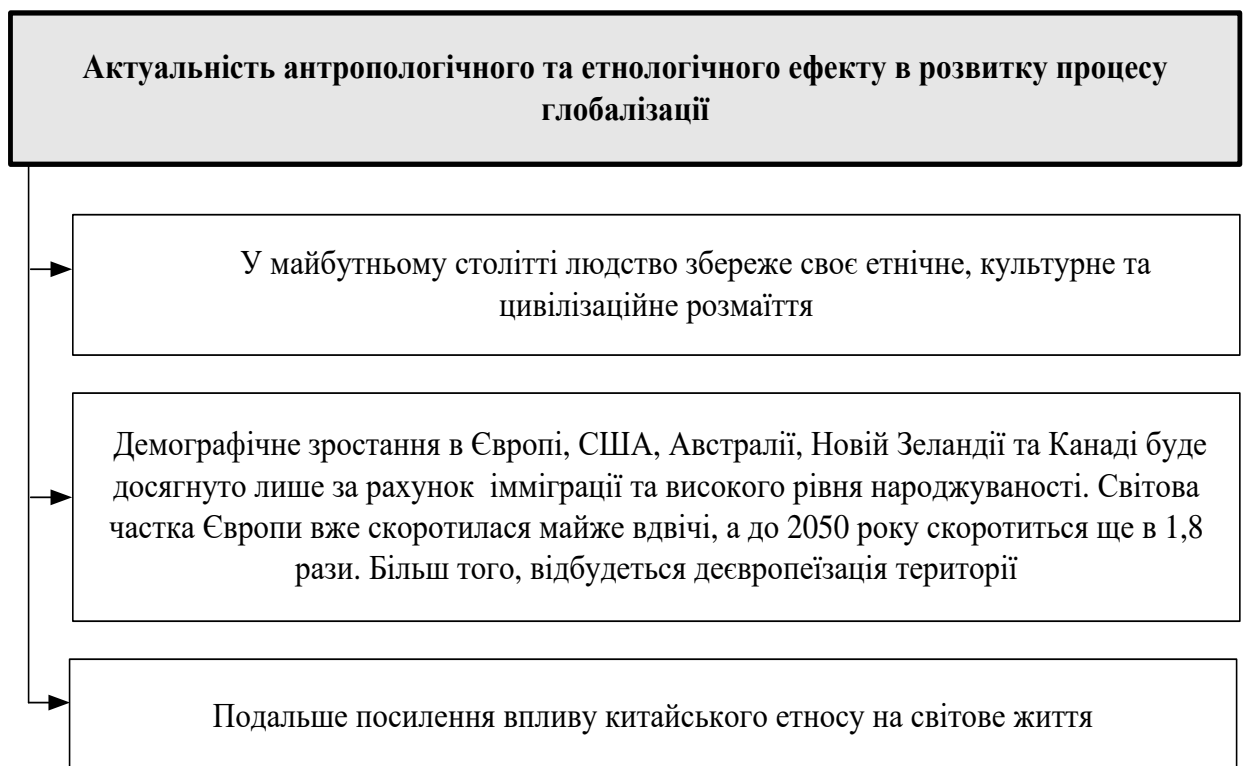 Актуальність антропологічного та етнологічного ефекту в розвитку процесу
глобалізації
У майбутньому столітті людство збереже своє етнічне, культурне та
цивілізаційне розмаїття
Демографічне зростання в Європі, США, Австралії, Новій Зеландії та Канаді буде
досягнуто лише за рахунок  імміграції та високого рівня народжуваності. Світова
частка Європи вже скоротилася майже вдвічі, а до 2050 року скоротиться ще в 1,8
рази. Більш того, відбудеться деєвропеїзація території
Подальше посилення впливу китайського етносу на світове життя